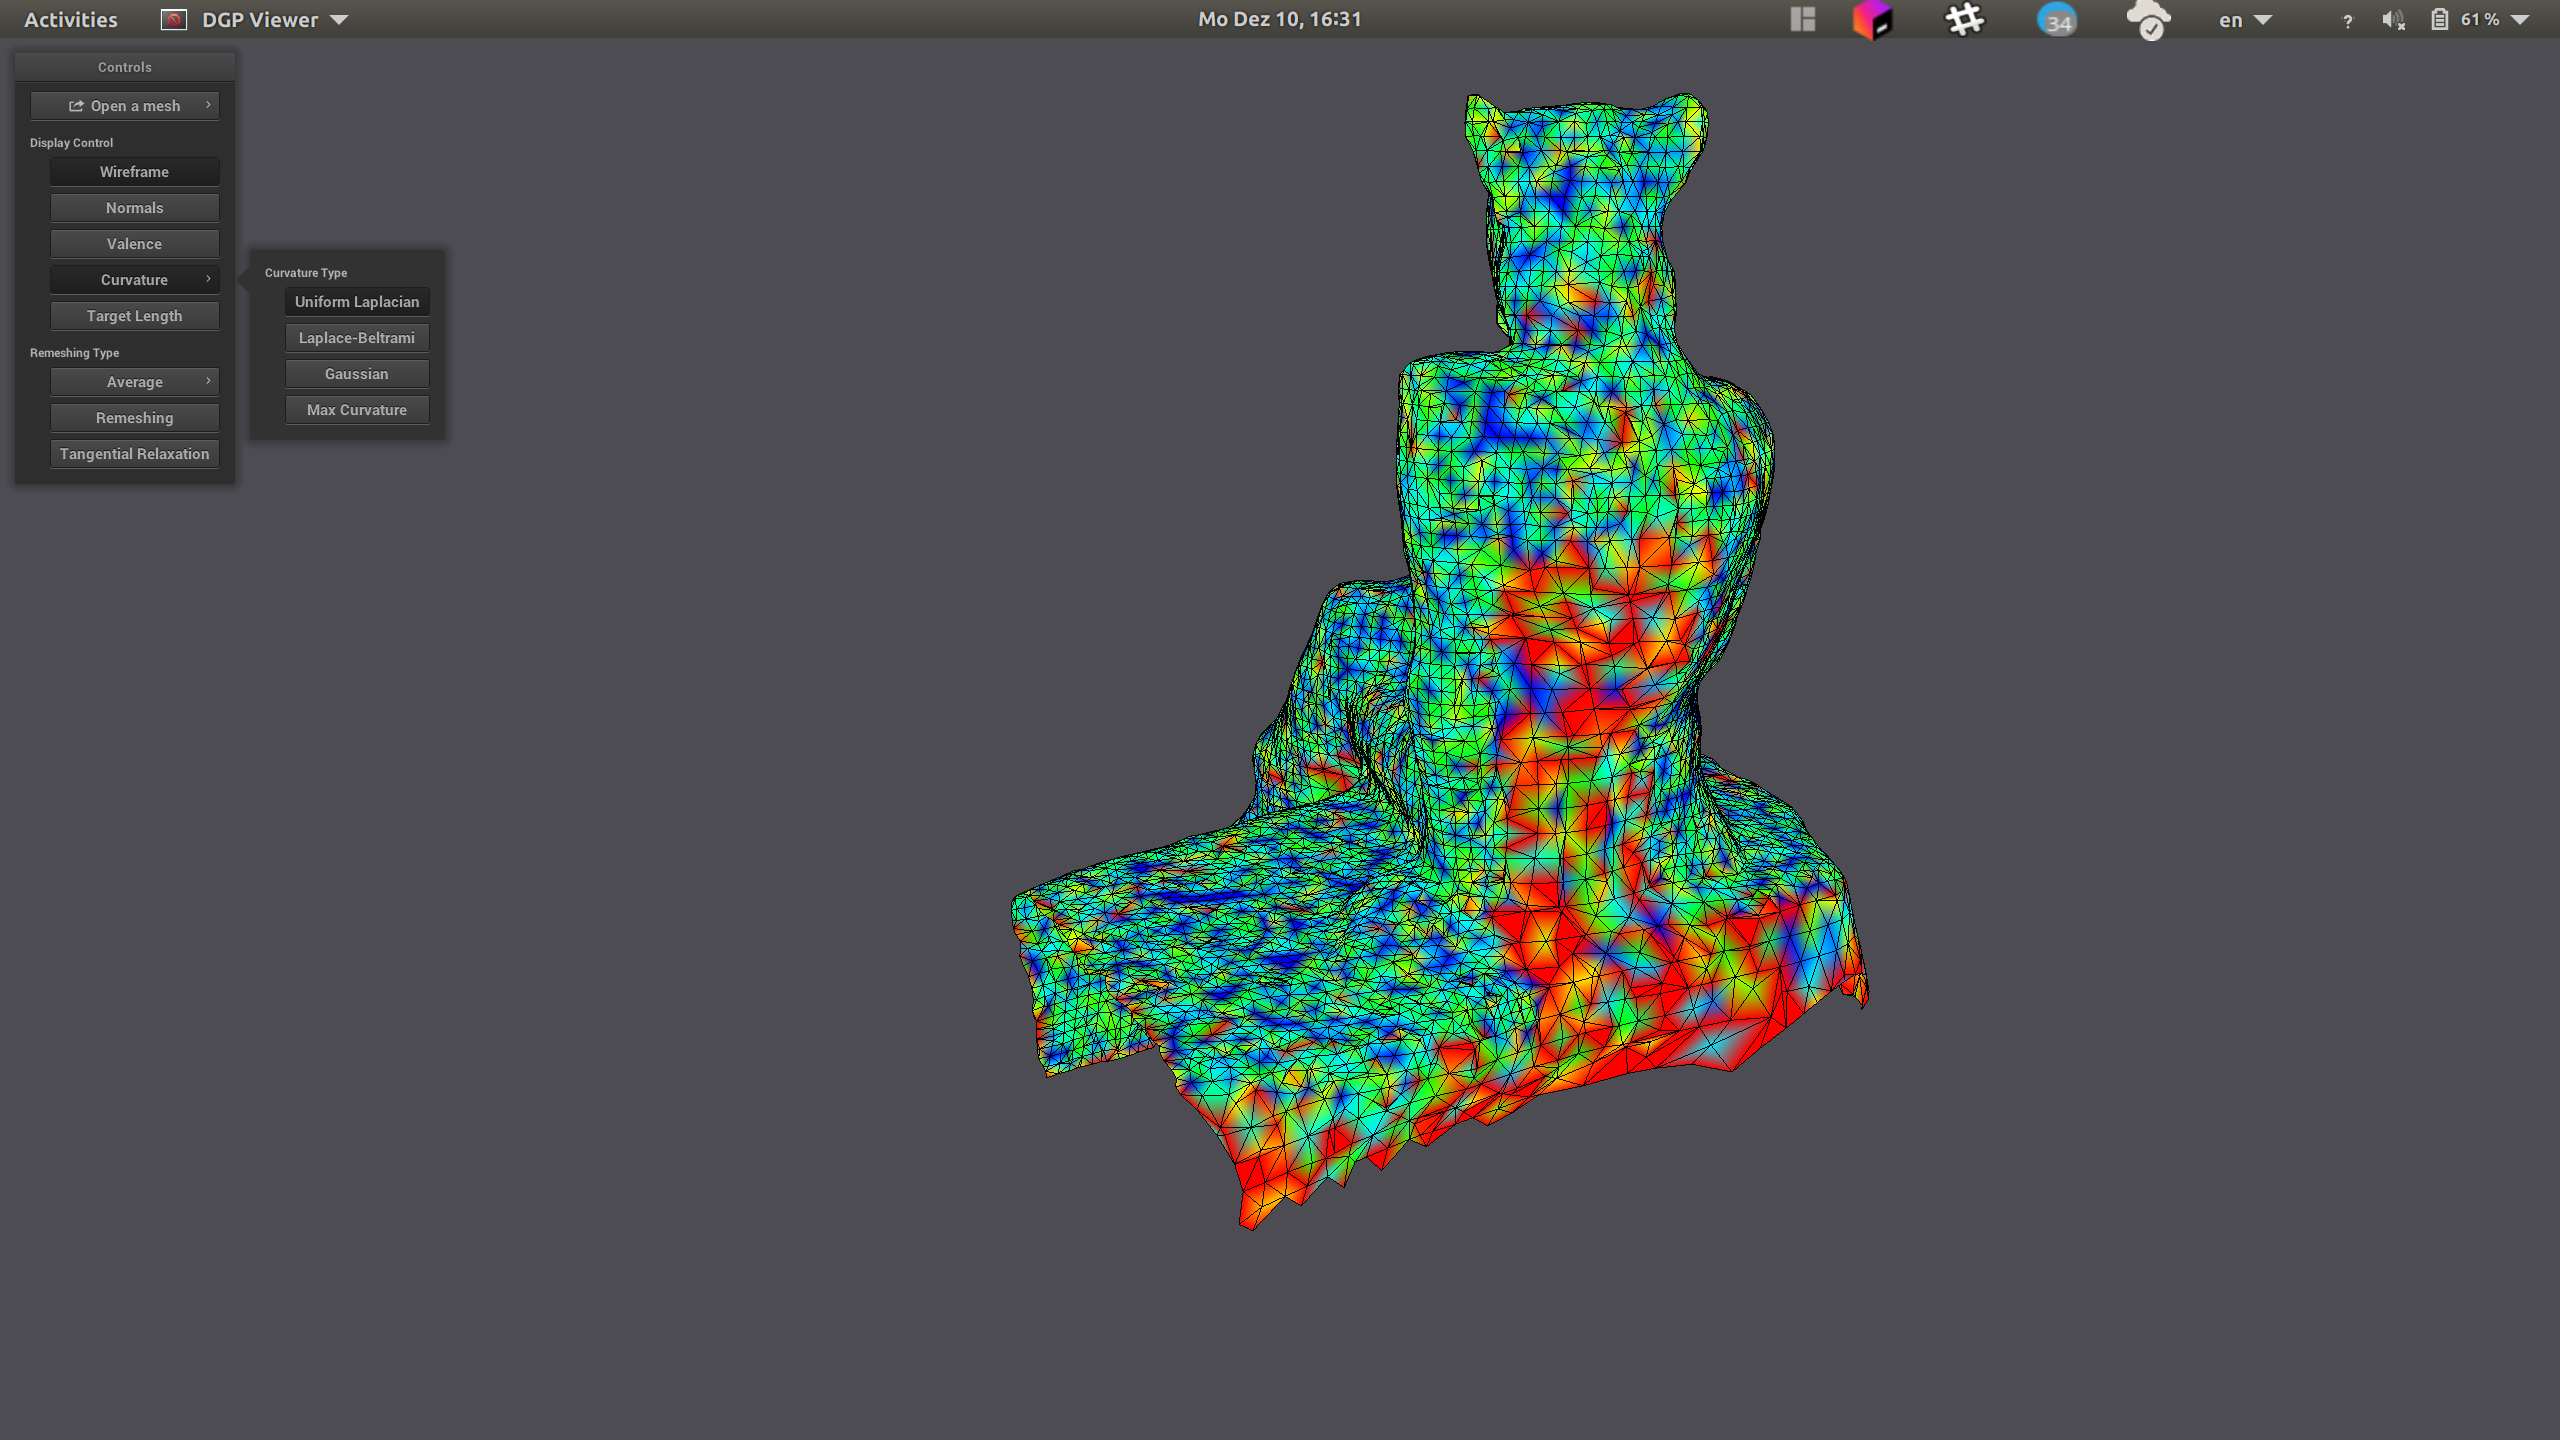 Activities DGP Viewer Mo Dez 10, 16:31 34 en ? 61%
Controls
Open a mesh
Display Control
Wireframe
Normals
Valence
Curvature
Target Length
Remeshing Type
Average
Remeshing
Tangential Relaxation
Curvature Type
Uniform Laplacian
Laplace-Beltrami
Gaussian
Max Curvature